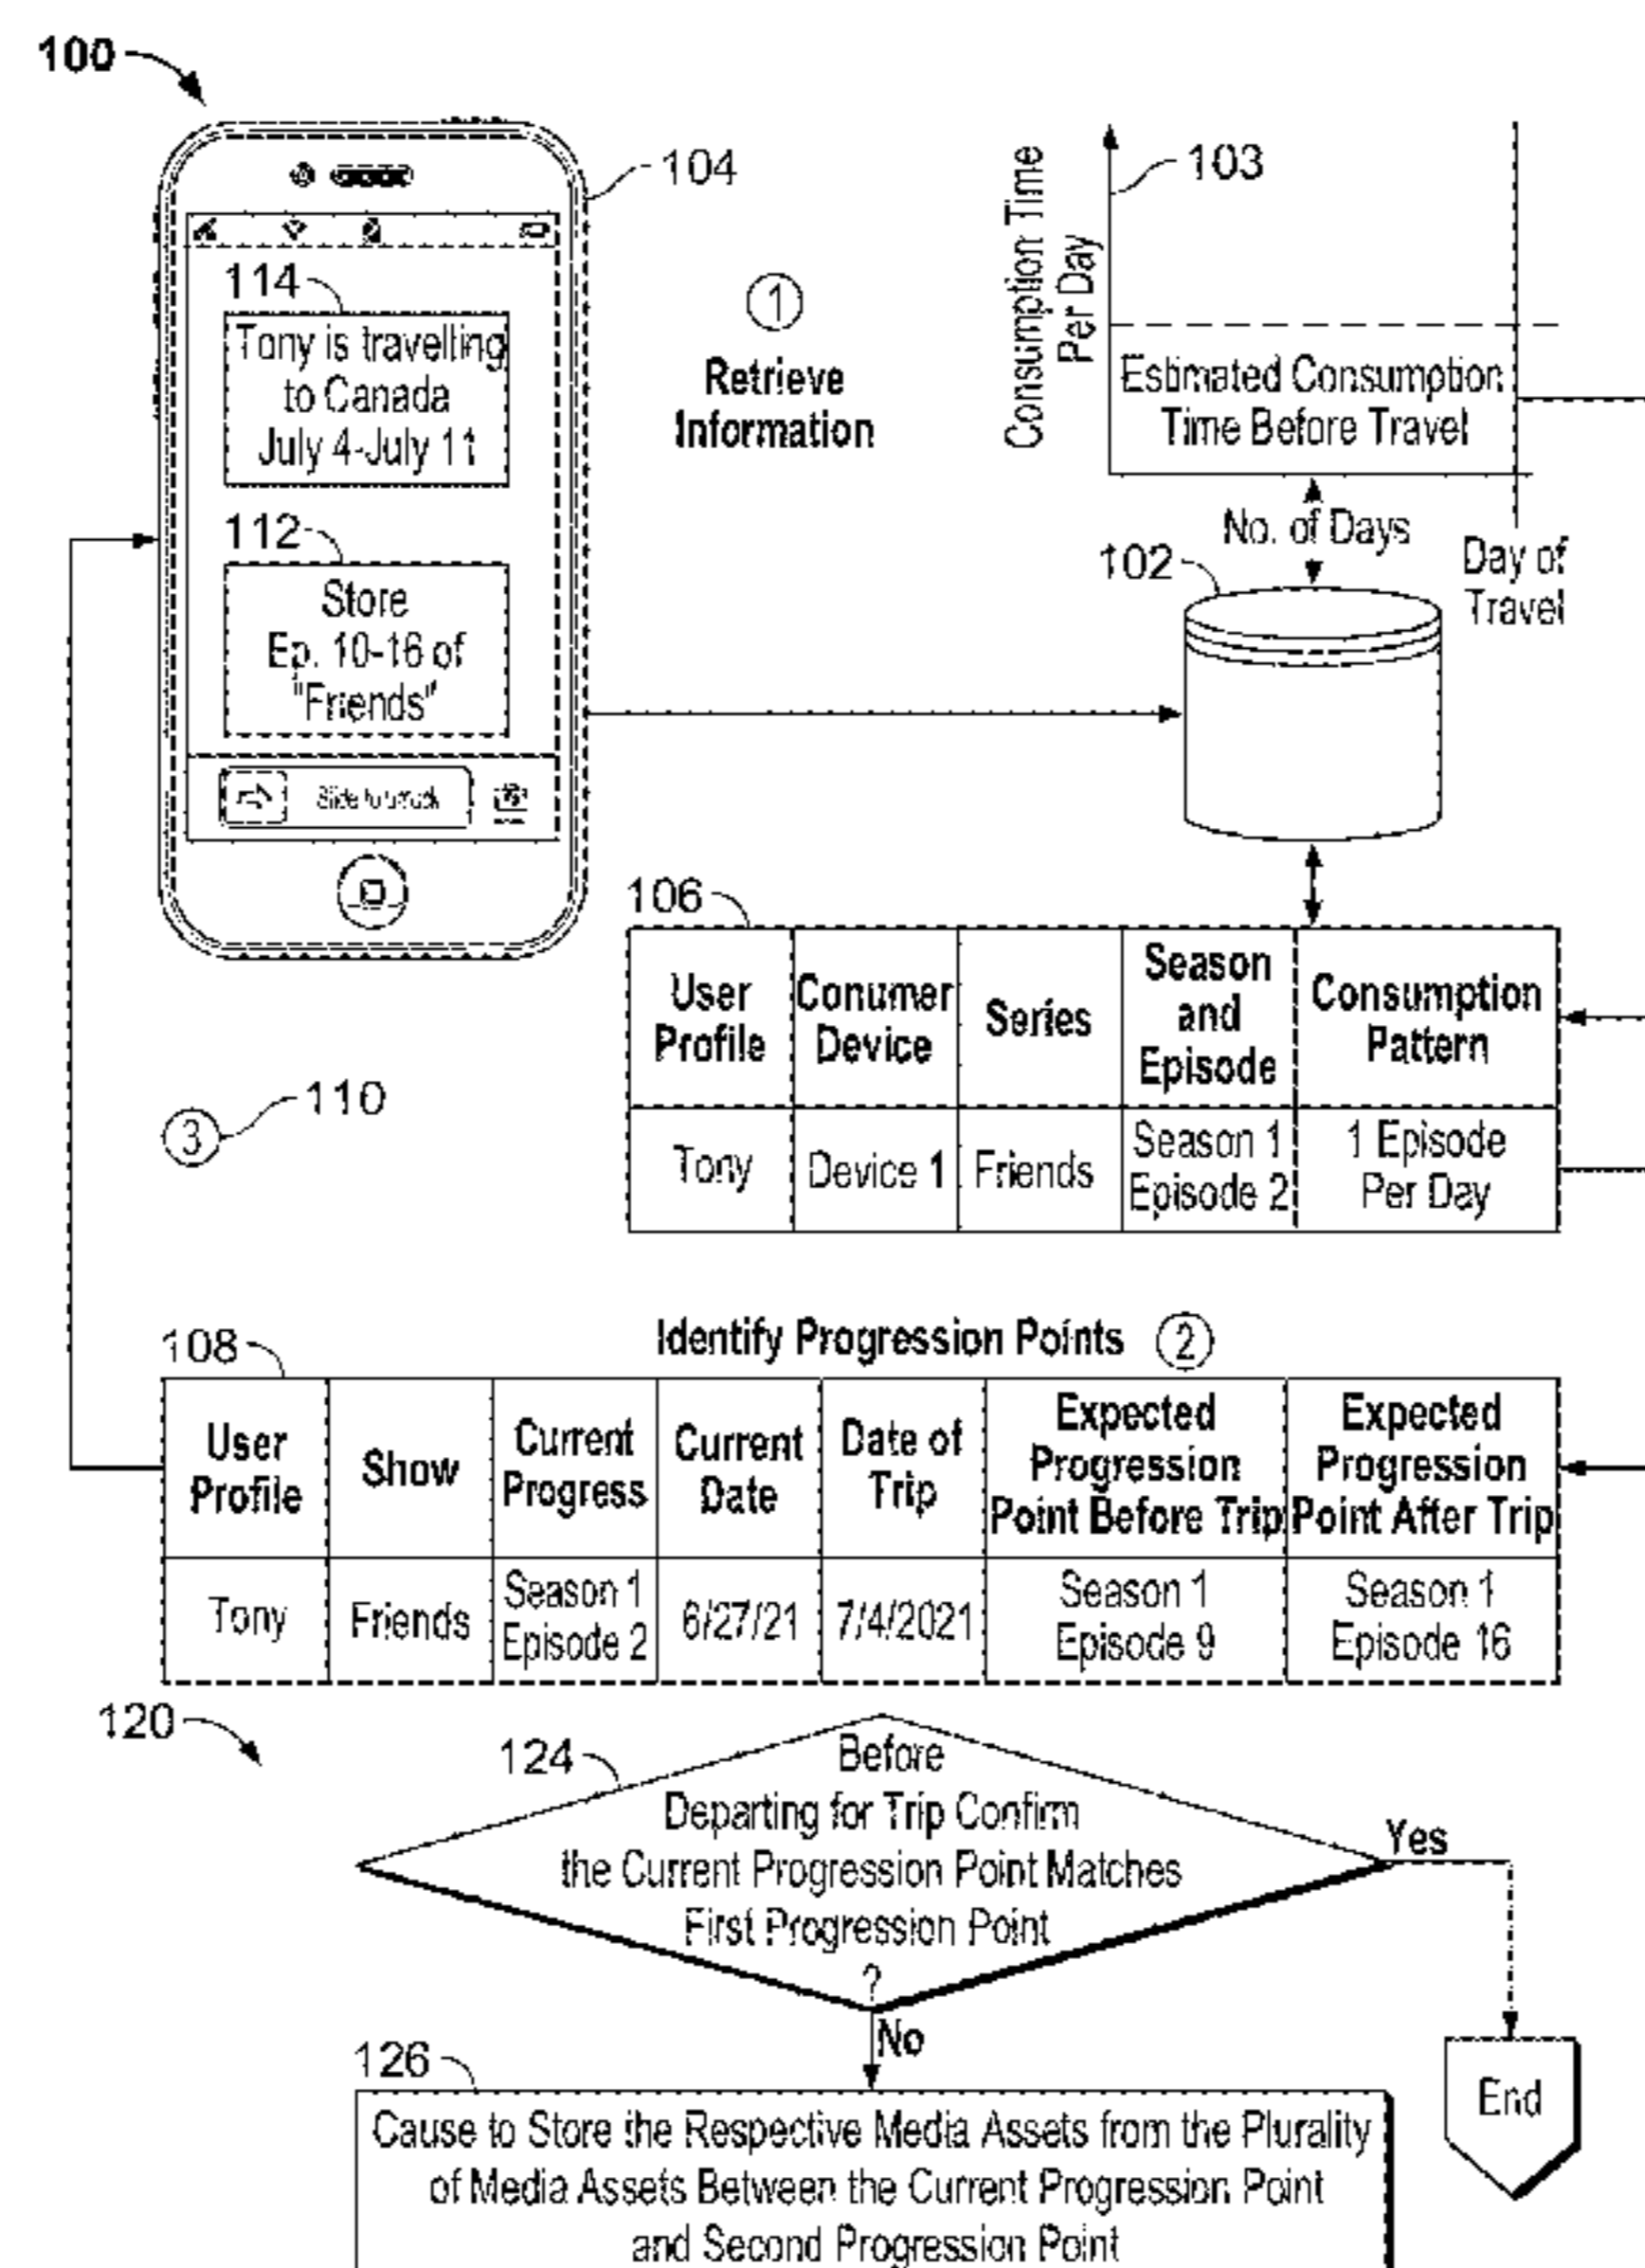 100
104
114
Tony is travelling
to Canada
July 4-July 11
112
Store
Ep. 10-16 of
"Friends"
Slide to unlock
1
Retrieve
Information
Consumption Time
Per Day
103
Estimated Consumption
Time Before Travel
No. of Days
Day of
Travel
102
106
User
Profile
Conumer
Device
Series
Season
and
Episode
Consumption
Pattern
Tony
Device 1
Friends
Season 1
Episode 2
1 Episode
Per Day
3
110
Identify Progression Points
2
108
User
Profile
Show
Current
Progress
Current
Date
Date of
Trip
Expected
Progression
Point Before Trip
Expected
Progression
Point After Trip
Tony
Friends
Season 1
Episode 2
6/27/21
7/4/2021
Season 1
Episode 9
Season 1
Episode 16
120
124
Before
Departing for Trip Confirm
the Current Progression Point Matches
First Progression Point
?
Yes
No
End
126
Cause to Store the Respective Media Assets from the Plurality
of Media Assets Between the Current Progression Point
and Second Progression Point